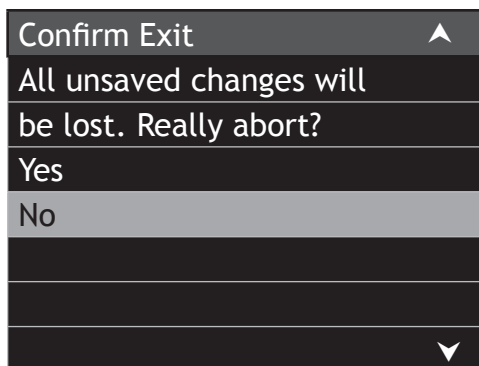 Confirm Exit
All unsaved changes will
be lost. Really abort?
Yes
No